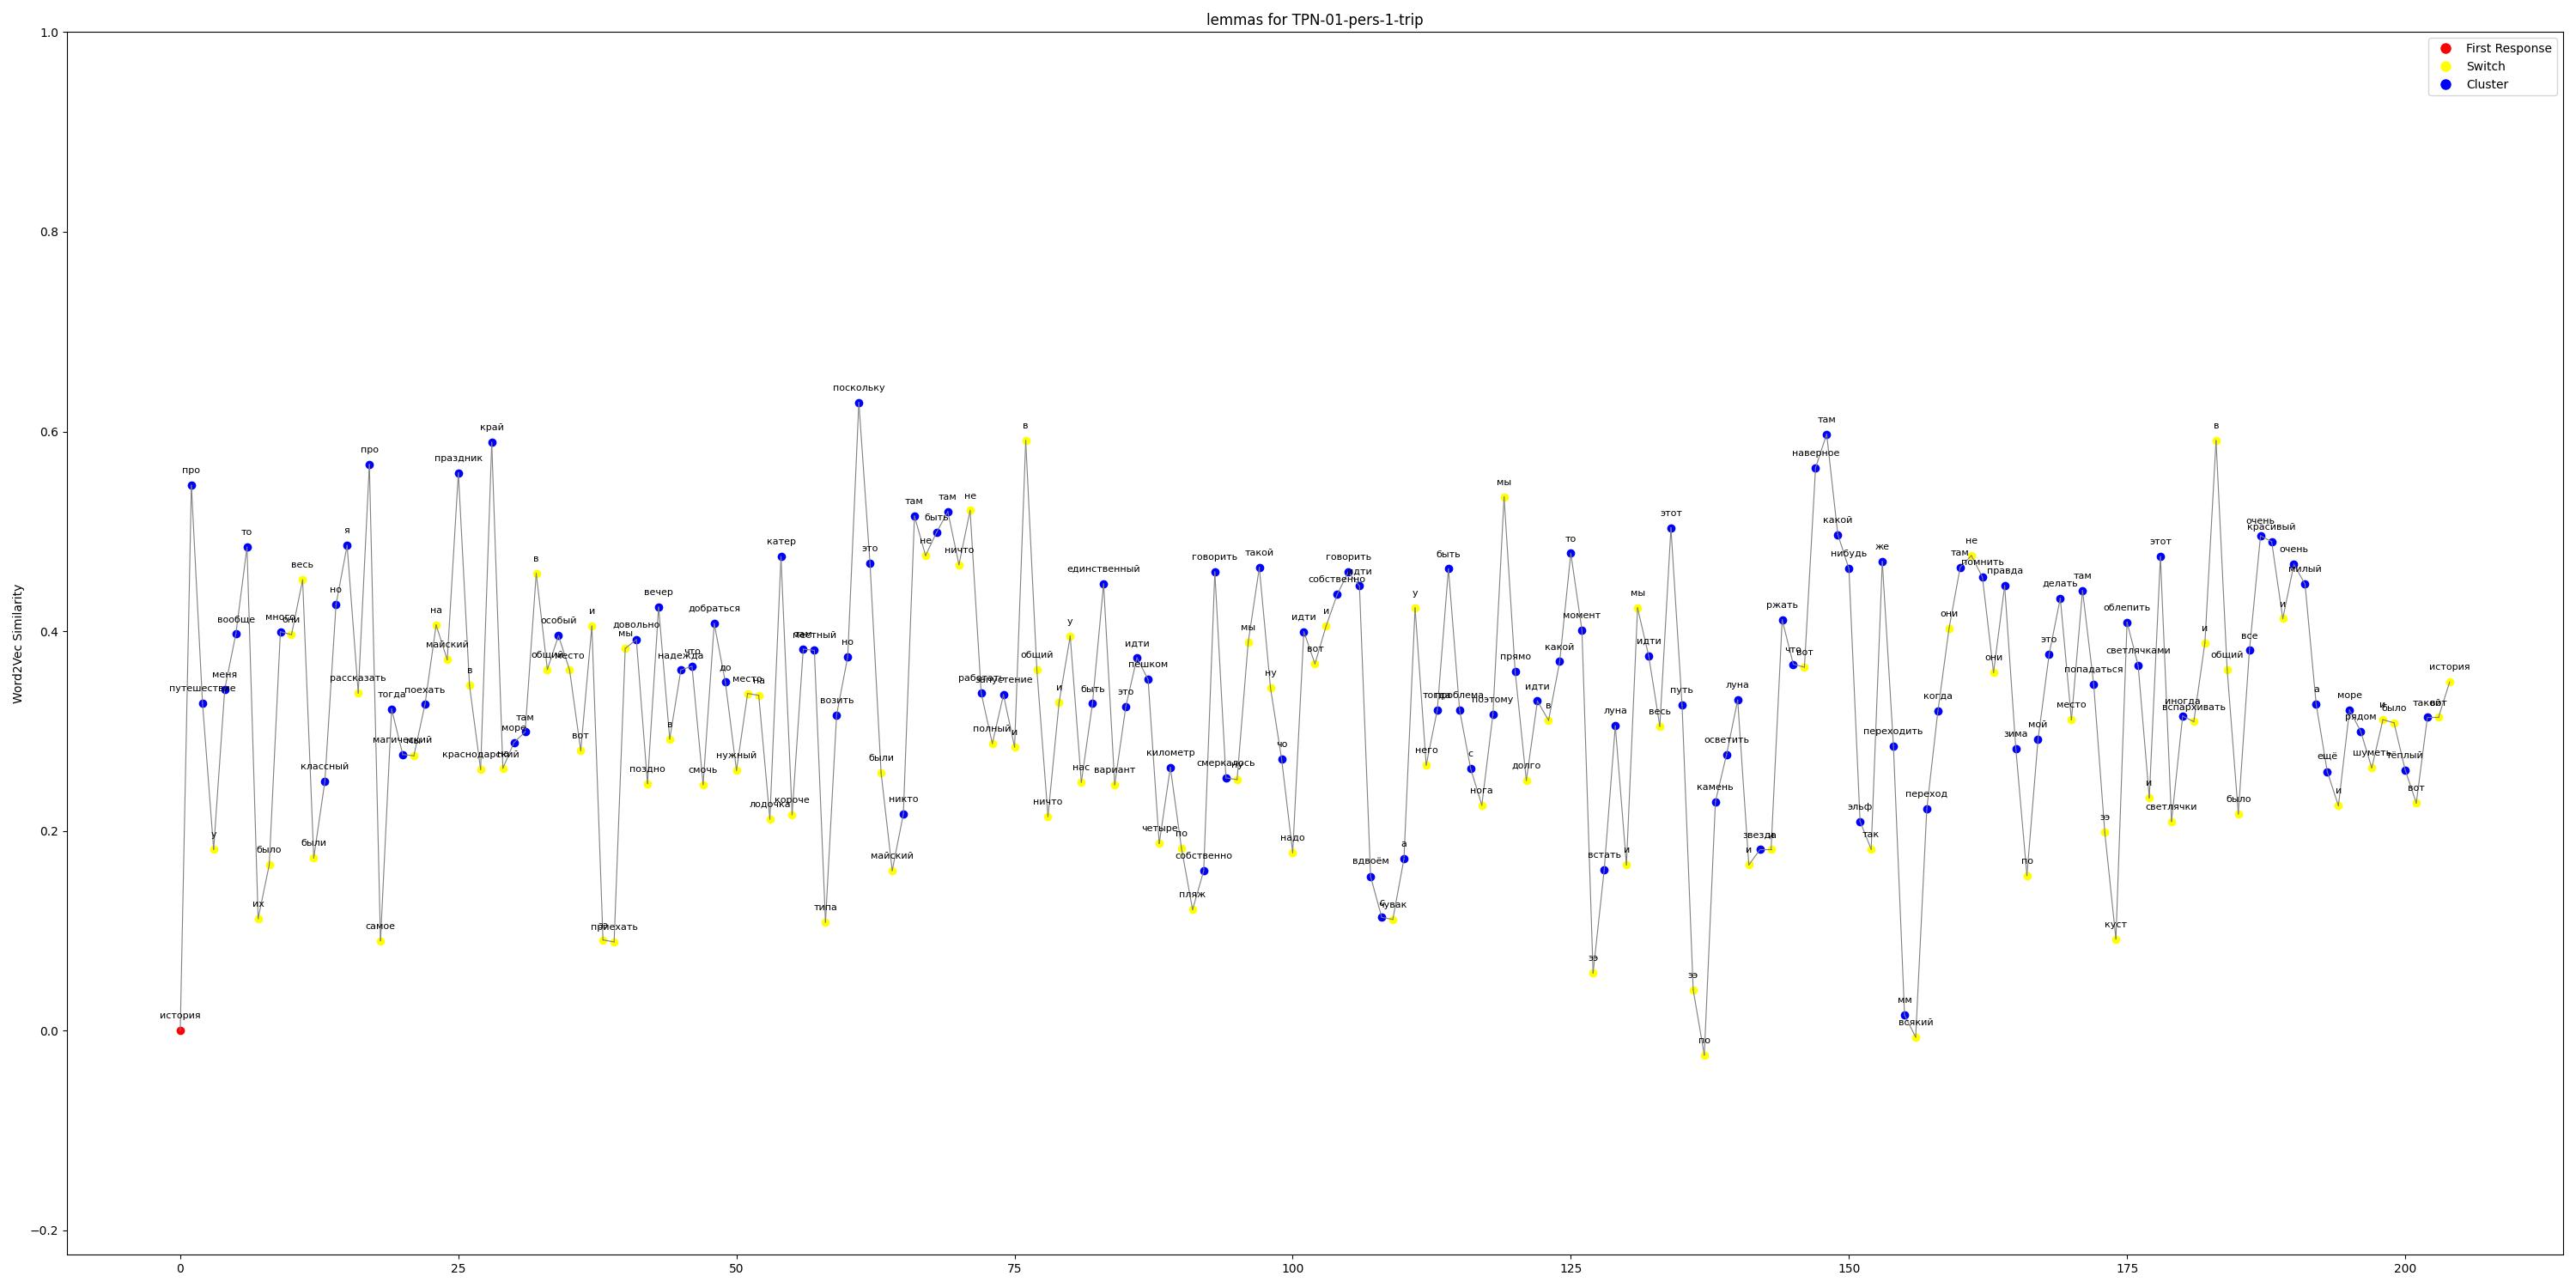 lemmas for TPN-01-pers-1-trip
First Response
Switch
Cluster
Word2Vec Similarity
1.0
0.8
0.6
0.4
0.2
0.0
−0.2
история
про
путешествие
у
меня
вообще
то
их
было
много
они
весь
были
классный
но
я
рассказать
про
самое
тогда
магический
поехать
на
майский
праздник
в
краснодарский
край
на
море
там
в
общий
особый
место
вот
и
ээ
приехать
мы
довольно
поздно
вечер
в
надежда
что
смочь
добраться
до
нужный
место
на
лодочка
катер
короче
там
местный
типа
возить
но
поскольку
это
были
майский
никто
там
не
быть
там
ничто
не
работать
полный
запустение
и
в
общий
ничто
и
у
нас
быть
единственный
вариант
это
идти
пешком
четыре
километр
по
пляж
собственно
говорить
смеркалось
ну
мы
такой
ну
чо
надо
идти
вот
и
собственно
говорить
идти
вдвоём
с
чувак
а
у
него
тогда
быть
проблема
с
нога
поэтому
мы
прямо
долго
идти
в
какой
то
момент
ээ
встать
луна
и
мы
идти
весь
этот
путь
ээ
по
камень
осветить
луна
и
звезда
и
ржать
что
вот
наверное
там
какой
нибудь
эльф
так
же
переходить
мм
всякий
переход
когда
они
там
не
помнить
они
правда
зима
по
мой
это
делать
место
там
попадаться
ээ
куст
облепить
светлячками
и
этот
светлячки
иногда
вспархивать
и
в
общий
было
все
очень
красивый
и
очень
милый
а
ещё
и
море
рядом
шуметь
и
было
тёплый
вот
такой
вот
история
0
25
50
75
100
125
150
175
200